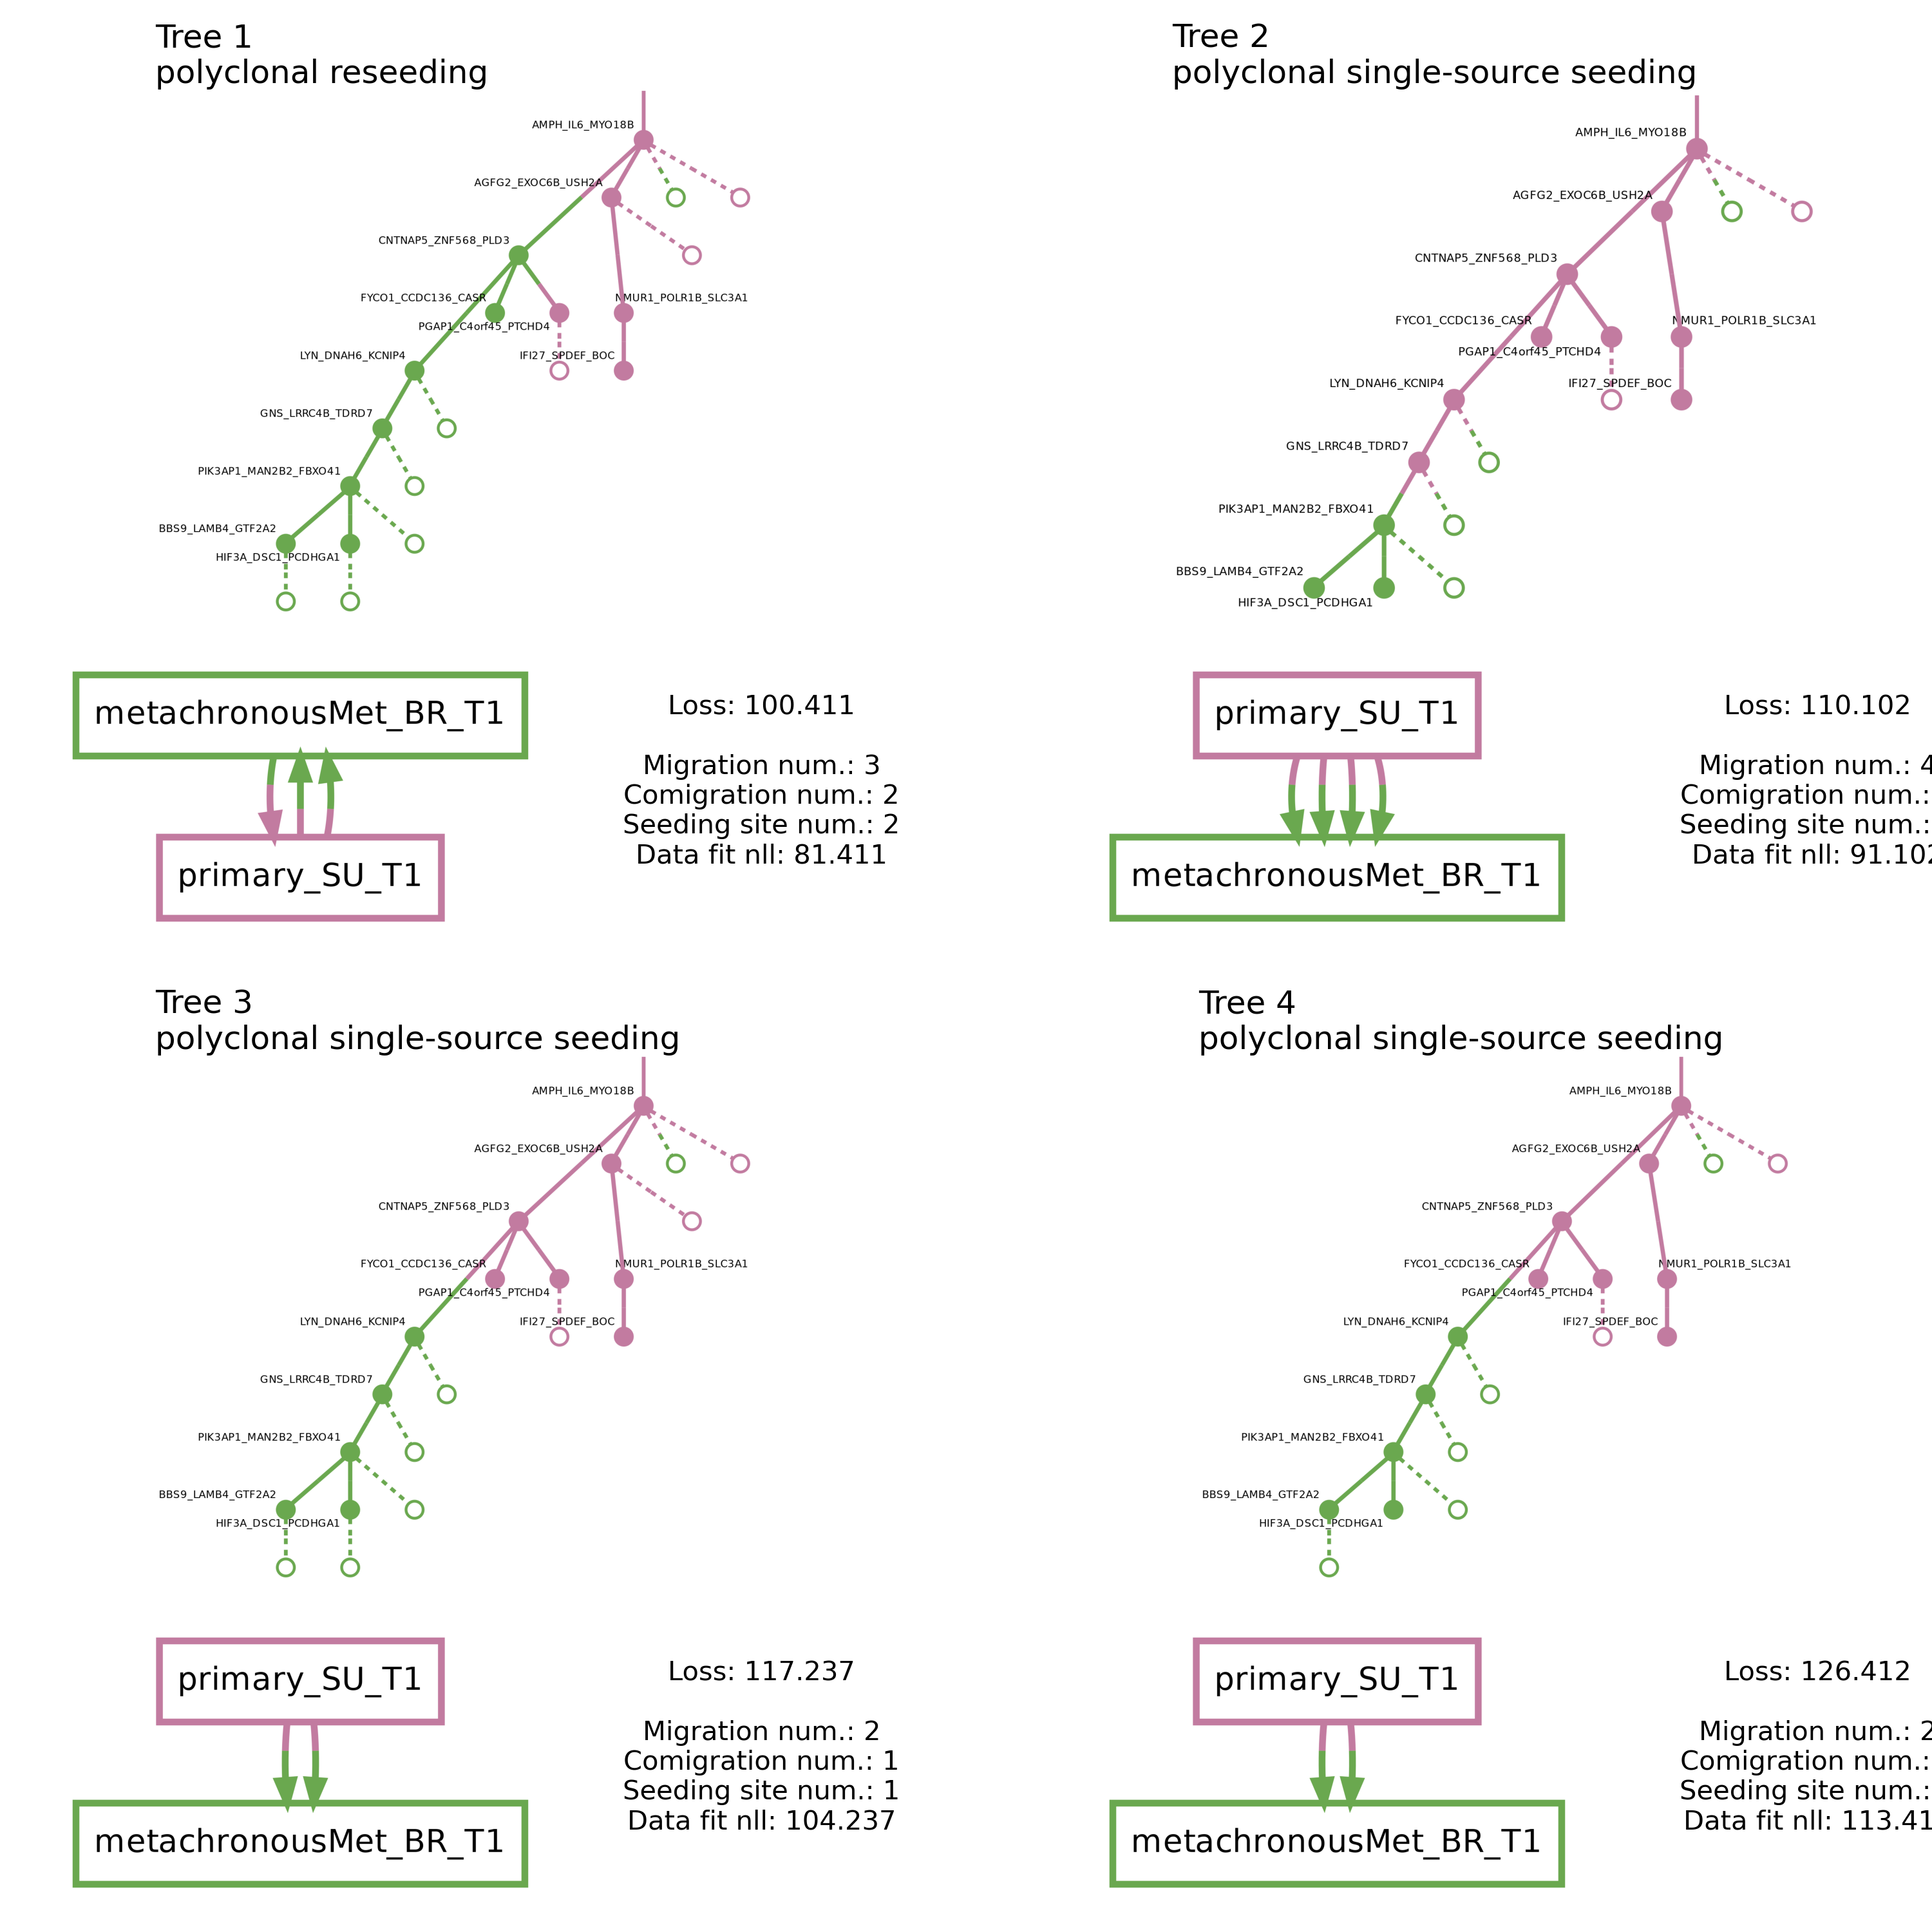 Tree 1
polyclonal reseeding
AMPH_IL6_MYO18B
AGFG2_EXOC6B_USH2A
CNTNAP5_ZNF568_PLD3
FYCO1_CCDC136_CASR
NMUR1_POLR1B_SLC3A1
PGAP1_C4orf45_PTCHD4
LYN_DNAH6_KCNIP4
IFI27_SPDEF_BOC
GNS_LRRC4B_TDRD7
PIK3AP1_MAN2B2_FBXO41
BBS9_LAMB4_GTF2A2
HIF3A_DSC1_PCDHGA1
metachronousMet_BR_T1
primary_SU_T1
Loss: 100.411
Migration num.: 3
Comigration num.: 2
Seeding site num.: 2
Data fit nll: 81.411
Tree 2
polyclonal single-source seeding
AMPH_IL6_MYO18B
AGFG2_EXOC6B_USH2A
CNTNAP5_ZNF568_PLD3
FYCO1_CCDC136_CASR
NMUR1_POLR1B_SLC3A1
PGAP1_C4orf45_PTCHD4
LYN_DNAH6_KCNIP4
IFI27_SPDEF_BOC
GNS_LRRC4B_TDRD7
PIK3AP1_MAN2B2_FBXO41
BBS9_LAMB4_GTF2A2
HIF3A_DSC1_PCDHGA1
primary_SU_T1
metachronousMet_BR_T1
Loss: 110.102
Migration num.: 4
Comigration num.:
Seeding site num.:
Data fit nll: 91.102
Tree 3
polyclonal single-source seeding
AMPH_IL6_MYO18B
AGFG2_EXOC6B_USH2A
CNTNAP5_ZNF568_PLD3
FYCO1_CCDC136_CASR
NMUR1_POLR1B_SLC3A1
PGAP1_C4orf45_PTCHD4
LYN_DNAH6_KCNIP4
IFI27_SPDEF_BOC
GNS_LRRC4B_TDRD7
PIK3AP1_MAN2B2_FBXO41
BBS9_LAMB4_GTF2A2
HIF3A_DSC1_PCDHGA1
primary_SU_T1
metachronousMet_BR_T1
Loss: 117.237
Migration num.: 2
Comigration num.: 1
Seeding site num.: 1
Data fit nll: 104.237
Tree 4
polyclonal single-source seeding
AMPH_IL6_MYO18B
AGFG2_EXOC6B_USH2A
CNTNAP5_ZNF568_PLD3
FYCO1_CCDC136_CASR
NMUR1_POLR1B_SLC3A1
PGAP1_C4orf45_PTCHD4
LYN_DNAH6_KCNIP4
IFI27_SPDEF_BOC
GNS_LRRC4B_TDRD7
PIK3AP1_MAN2B2_FBXO41
BBS9_LAMB4_GTF2A2
HIF3A_DSC1_PCDHGA1
primary_SU_T1
metachronousMet_BR_T1
Loss: 126.412
Migration num.: 2
Comigration num.:
Seeding site num.:
Data fit nll: 113.41